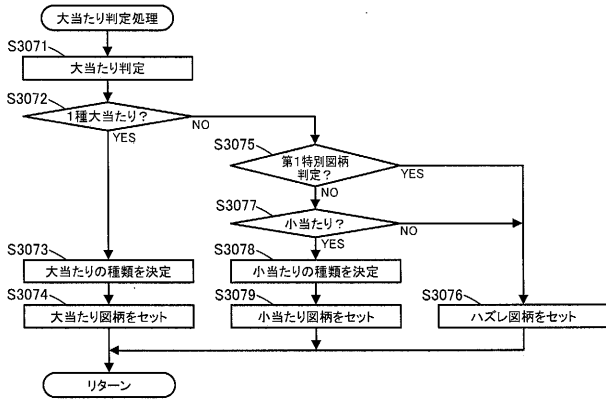 大当たり判定処理
S3071
大当たり判定
S3072
1種大当たり?
NO
YES
S3075
第1特別図柄
判定?
YES
NO
S3077
小当たり?
NO
YES
S3073
大当たりの種類を決定
S3078
小当たりの種類を決定
S3074
大当たり図柄をセット
S3079
小当たり図柄をセット
S3076
ハズレ図柄をセット
リターン